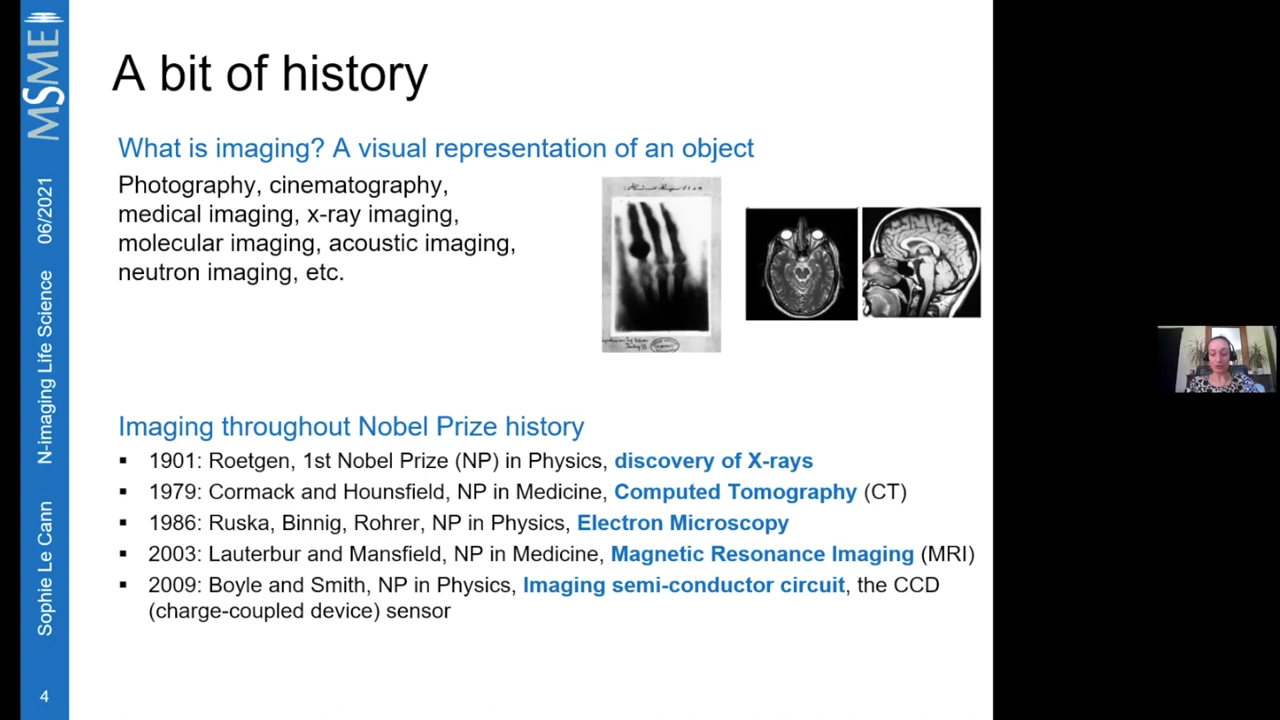 MSME
06/2021
N-imaging Life Science
Sophie Le Cann
4
A bit of history
What is imaging? A visual representation of an object
Photography, cinematography,
medical imaging, x-ray imaging,
molecular imaging, acoustic imaging,
neutron imaging, etc.
Imaging throughout Nobel Prize history
▪ 1901: Roetgen, 1st Nobel Prize (NP) in Physics, discovery of X-rays
▪ 1979: Cormack and Hounsfield, NP in Medicine, Computed Tomography (CT)
▪ 1986: Ruska, Binnig, Rohrer, NP in Physics, Electron Microscopy
▪ 2003: Lauterbur and Mansfield, NP in Medicine, Magnetic Resonance Imaging (MRI)
▪ 2009: Boyle and Smith, NP in Physics, Imaging semi-conductor circuit, the CCD
(charge-coupled device) sensor